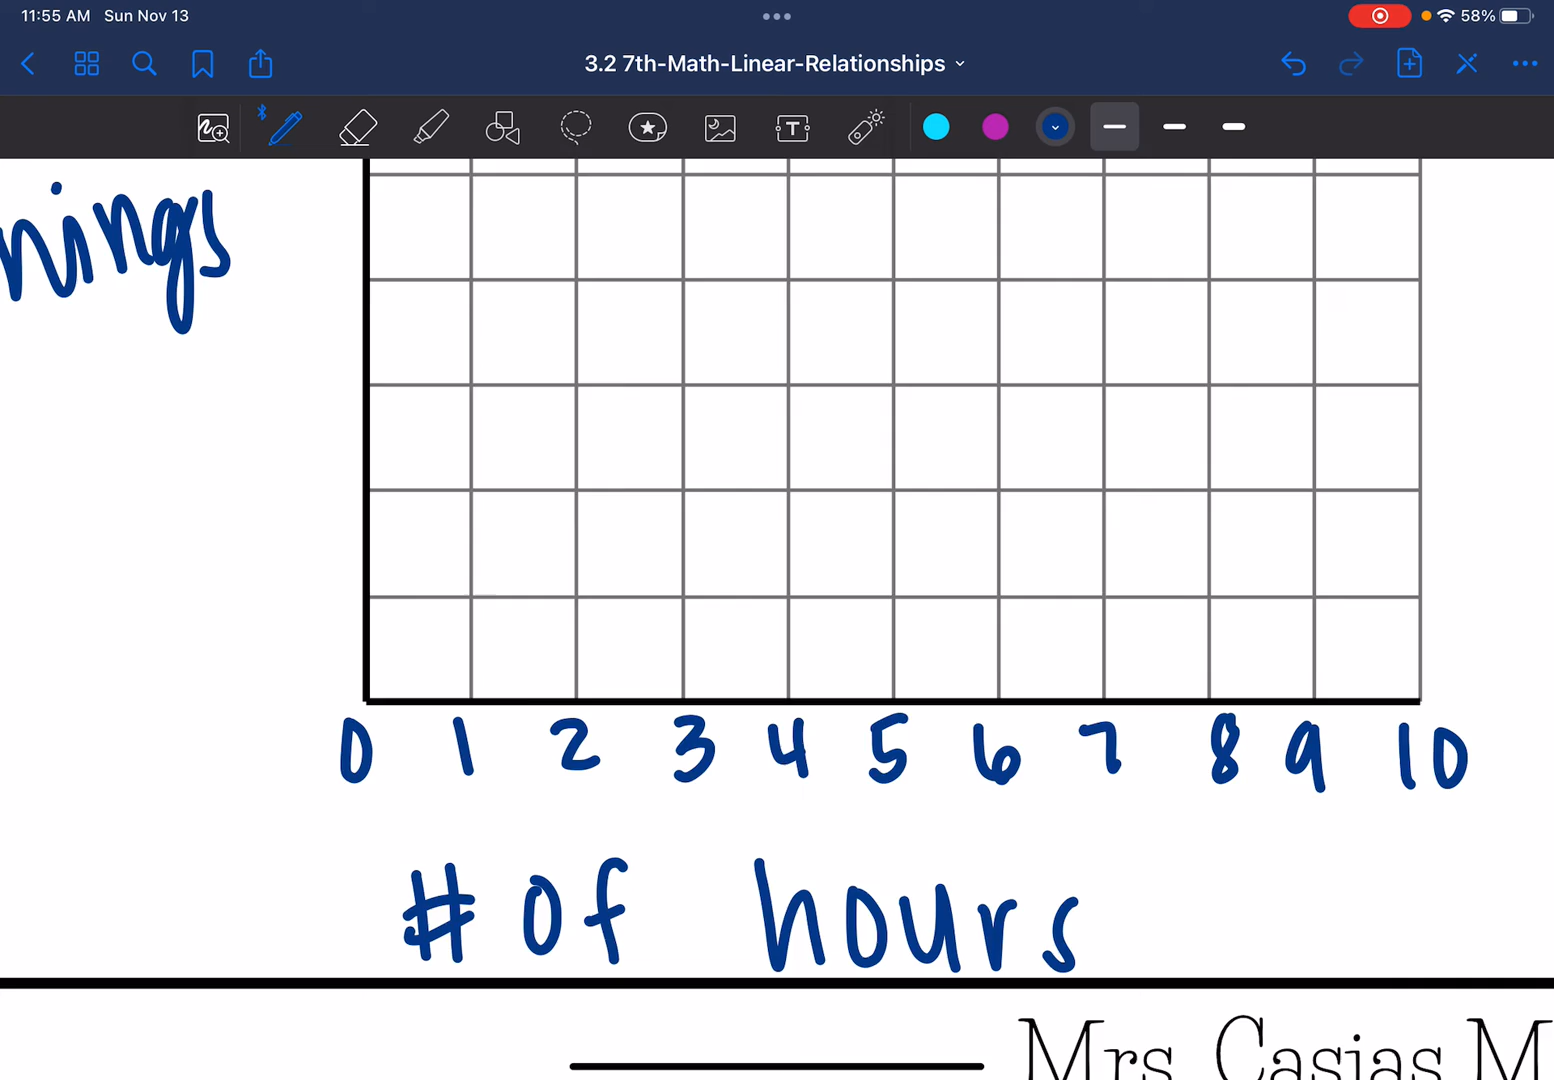 11:55 AM Sun Nov 13
58%
3.2 7th-Math-Linear-Relationships
T
nings
0 1 2 3 4 5 6 7 8 9 10
# of hours
Mrs Casias M